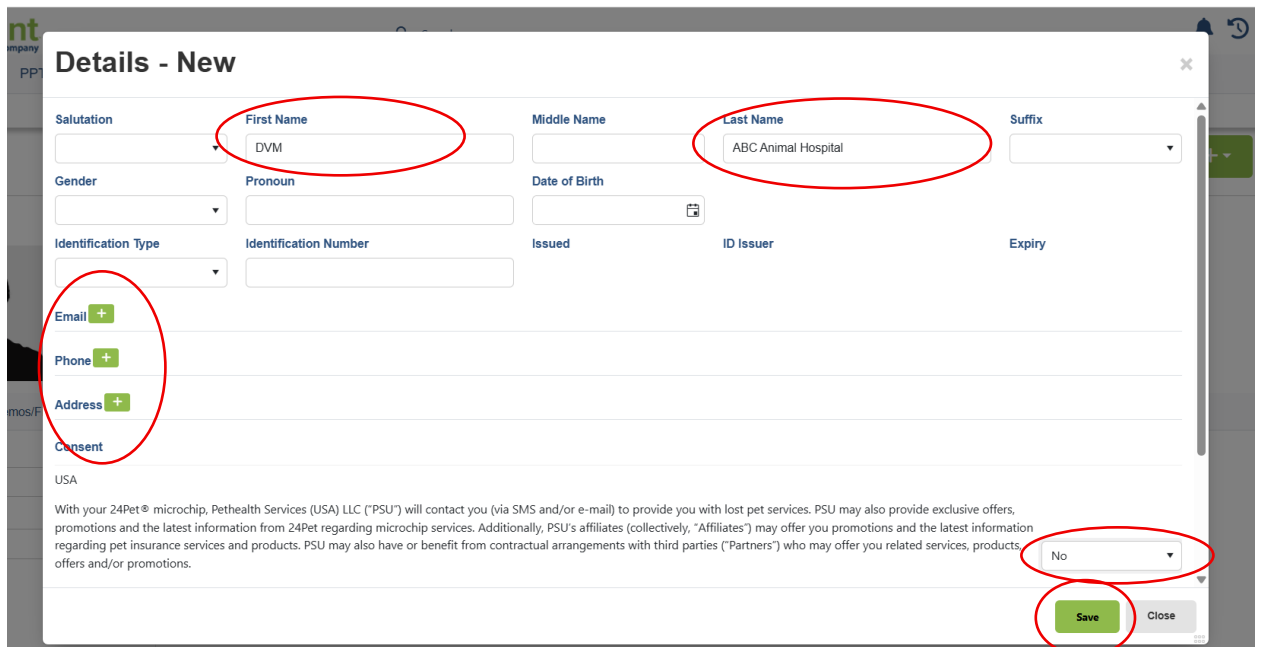 nt
ompany
PPT
Details - New
×
Salutation First Name Middle Name Last Name Suffix
DVM ABC Animal Hospital
Gender Pronoun Date of Birth
Identification Type Identification Number Issued ID Issuer Expiry
Email +
Phone +
Address +
emos/F
Consent
USA
With your 24Pet® microchip, Pethealth Services (USA) LLC ("PSU") will contact you (via SMS and/or e-mail) to provide you with lost pet services. PSU may also provide exclusive offers,
promotions and the latest information from 24Pet regarding microchip services. Additionally, PSU's affiliates (collectively, "Affiliates") may offer you promotions and the latest information
regarding pet insurance services and products. PSU may also have or benefit from contractual arrangements with third parties ("Partners") who may offer you related services, products,
offers and/or promotions.
No
Save Close